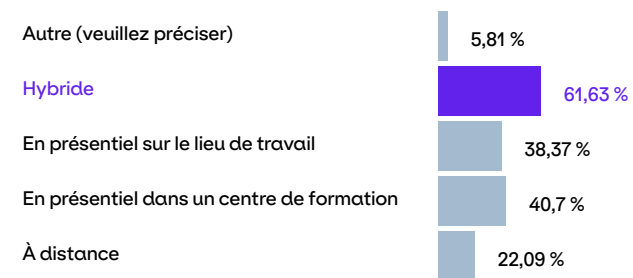 Autre (veuillez préciser) 5,81 %
Hybride 61,63 %
En présentiel sur le lieu de travail 38,37 %
En présentiel dans un centre de formation 40,7 %
À distance 22,09 %